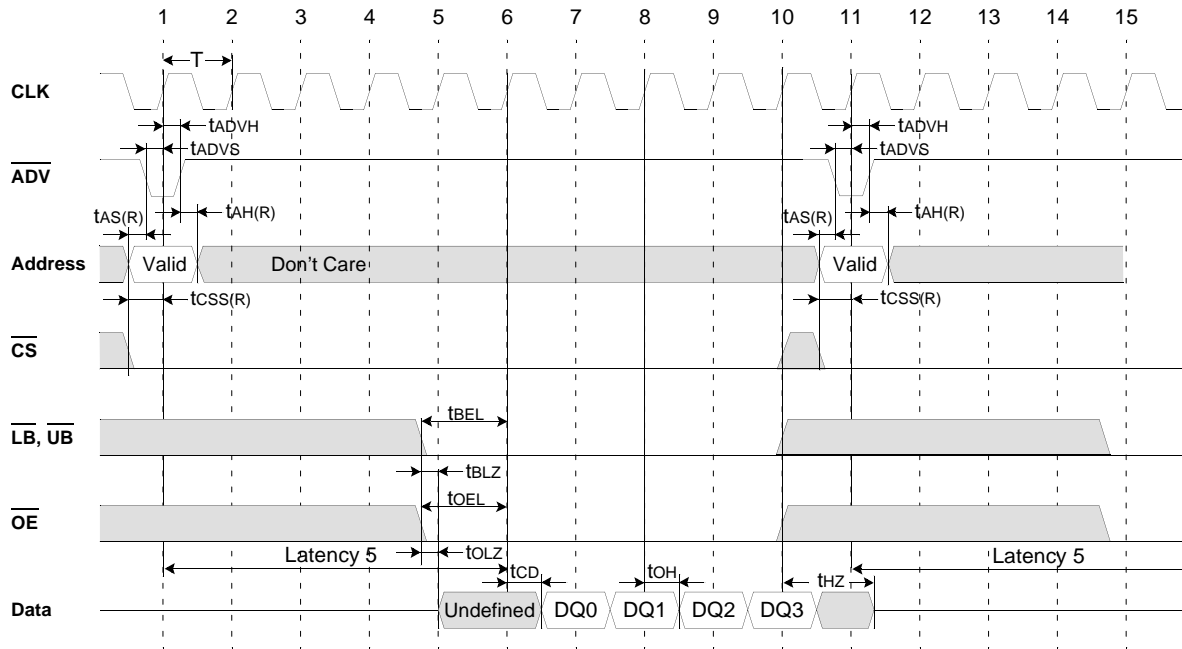 1 2 3 4 5 6 7 8 9 10 11 12 13 14 15
T
CLK
tADVH tADVH
tADVS tADVS
ADV
tAS(R) tAH(R) tAS(R) tAH(R)
Address Valid Don't Care Valid
tCSS(R) tCSS(R)
CS
tBEL
LB, UB
tBLZ
tOEL
OE
Latency 5 tOLZ Latency 5
tCD tOH tHZ
Data Undefined DQ0 DQ1 DQ2 DQ3